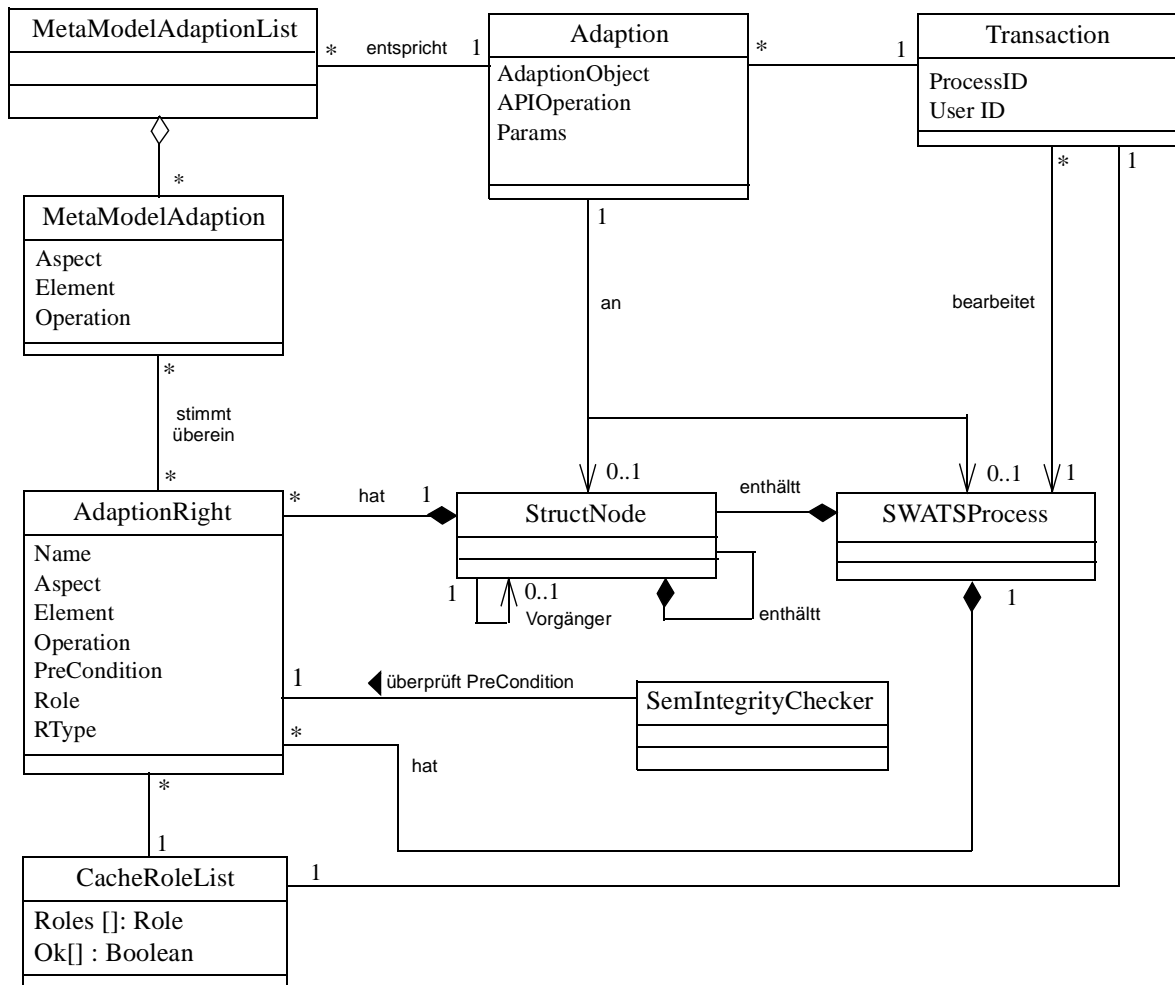 MetaModelAdaptionList
*
entspricht
1
Adaption
AdaptionObject
APIOperation
Params
*
1
Transaction
ProcessID
User ID
*
MetaModelAdaption
Aspect
Element
Operation
1
*
1
an
bearbeitet
*
stimmt
überein
*
0..1
0..1
1
AdaptionRight
Name
Aspect
Element
Operation
PreCondition
Role
RType
*
hat
1
StructNode
enthältt
SWATSProcess
1
0..1
Vorgänger
enthältt
1
1
überprüft PreCondition
SemIntegrityChecker
*
hat
*
1
CacheRoleList
Roles []: Role
Ok[] : Boolean
1